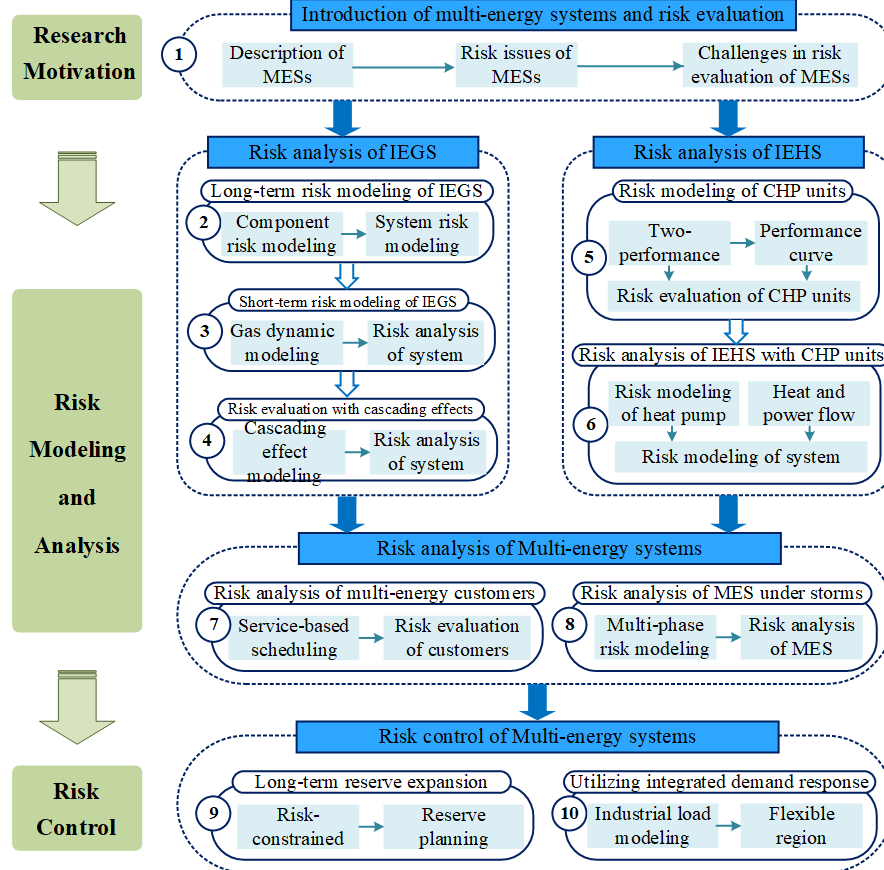 Research
Motivation
Introduction of multi-energy systems and risk evaluation
1
Description of
MESs
Risk issues of
MESs
Challenges in risk
evaluation of MESs
Risk
Modeling
and
Analysis
Risk analysis of IEGS
Long-term risk modeling of IEGS
2
Component
risk modeling
System risk
modeling
Short-term risk modeling of IEGS
3
Gas dynamic
modeling
Risk analysis
of system
Risk evaluation with cascading effects
4
Cascading
effect
modeling
Risk analysis
of system
Risk analysis of IEHS
Risk modeling of CHP units
5
Two-
performance
Performance
curve
Risk evaluation of CHP units
Risk analysis of IEHS with CHP units
6
Risk modeling
of heat pump
Heat and
power flow
Risk modeling of system
Risk analysis of Multi-energy systems
Risk analysis of multi-energy customers
7
Service-based
scheduling
Risk evaluation
of customers
Risk analysis of MES under storms
8
Multi-phase
risk modeling
Risk analysis of
MES
Risk
Control
Risk control of Multi-energy systems
Long-term reserve expansion
9
Risk-
constrained
Reserve
planning
Utilizing integrated demand response
10
Industrial load
modeling
Flexible
region